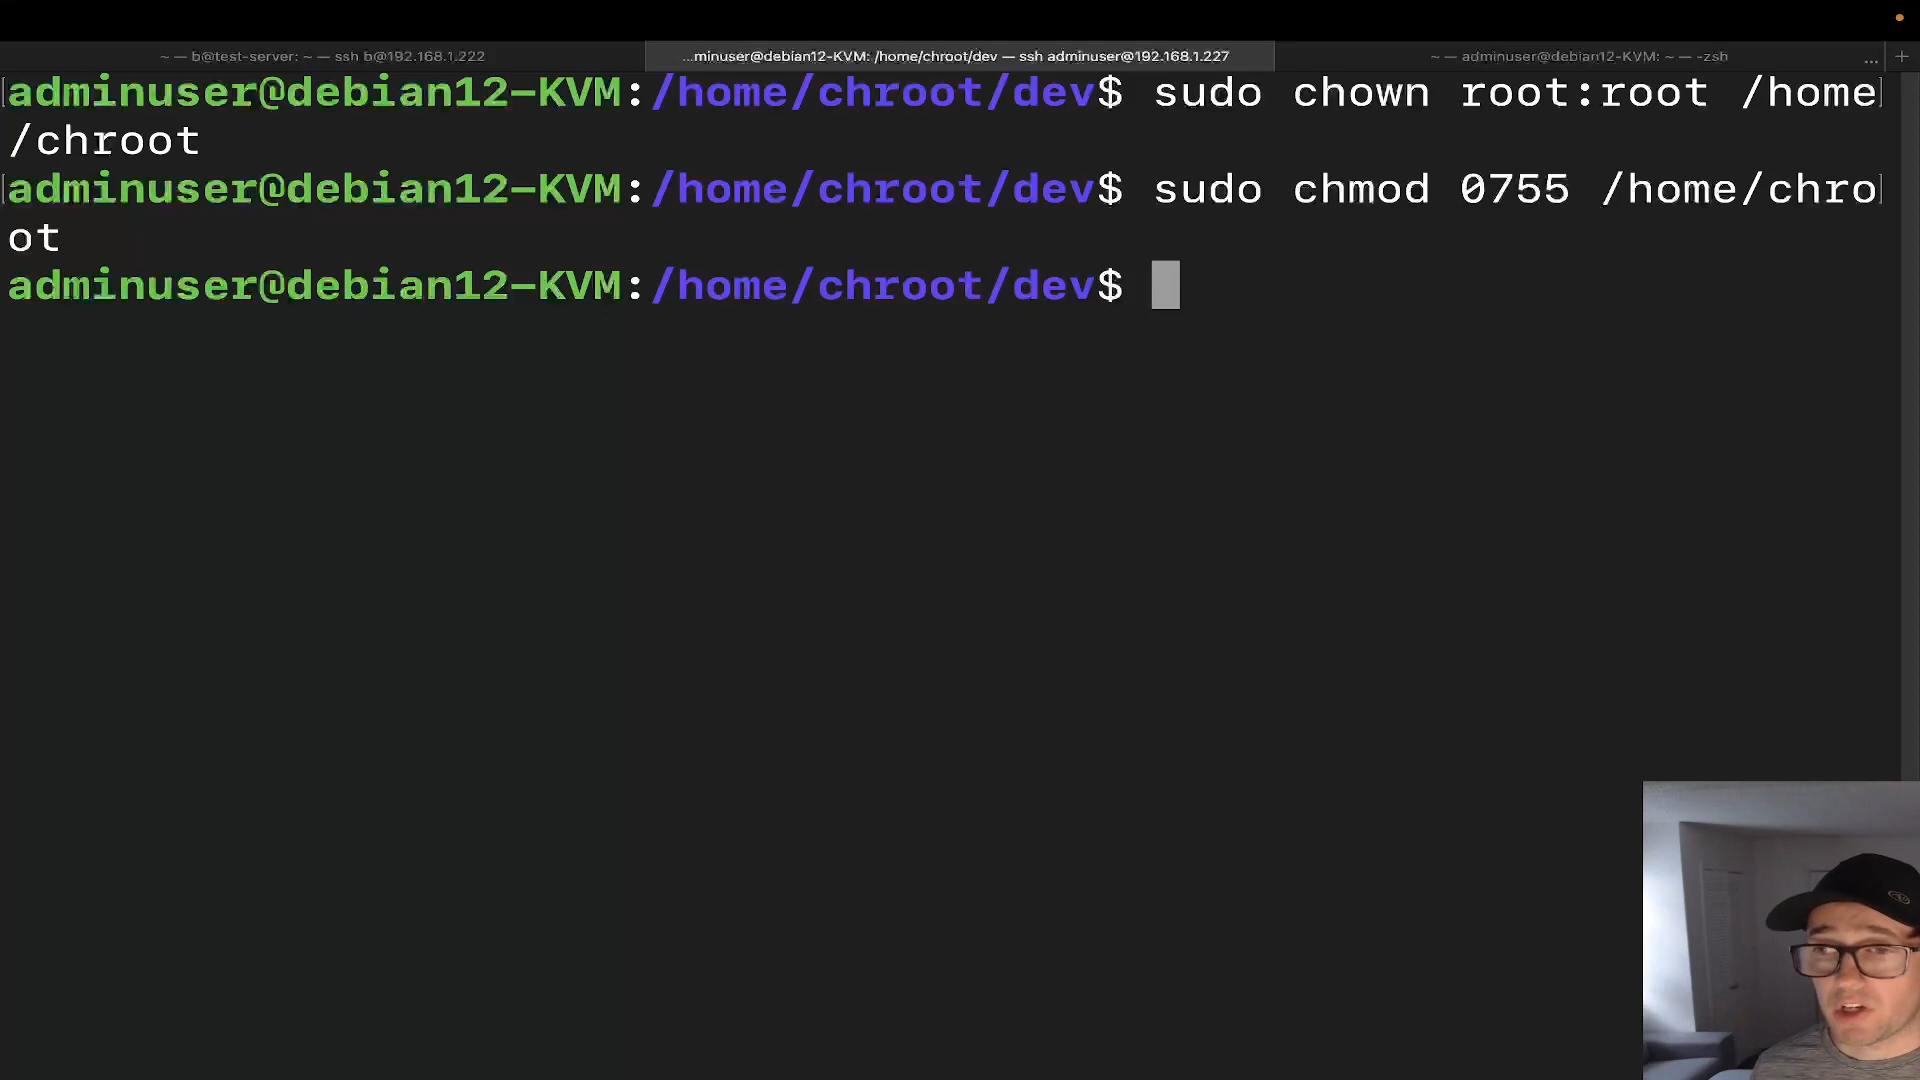 ~ — b@test-server: ~ — ssh b@192.168.1.222
...minuser@debian12-KVM: /home/chroot/dev — ssh adminuser@192.168.1.227
~ — adminuser@debian12-KVM: ~ — -zsh
... +
adminuser@debian12-KVM:/home/chroot/dev$ sudo chown root:root /home
/chroot
adminuser@debian12-KVM:/home/chroot/dev$ sudo chmod 0755 /home/chro
ot
adminuser@debian12-KVM:/home/chroot/dev$